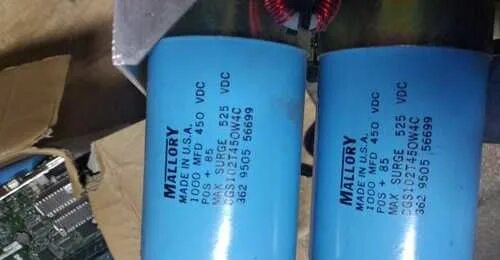 MALLORY
MADE IN U.S.A.
1000 MFD 450 VDC
POS + 85
MAX SURGE 525 VDC
CGS102T450W4C
362 9505 56699
MALLORY
MADE IN U.S.A.
1000 MFD 450 VDC
POS + 85
MAX SURGE 525 VDC
CGS102T450W4C
362 9505 56699